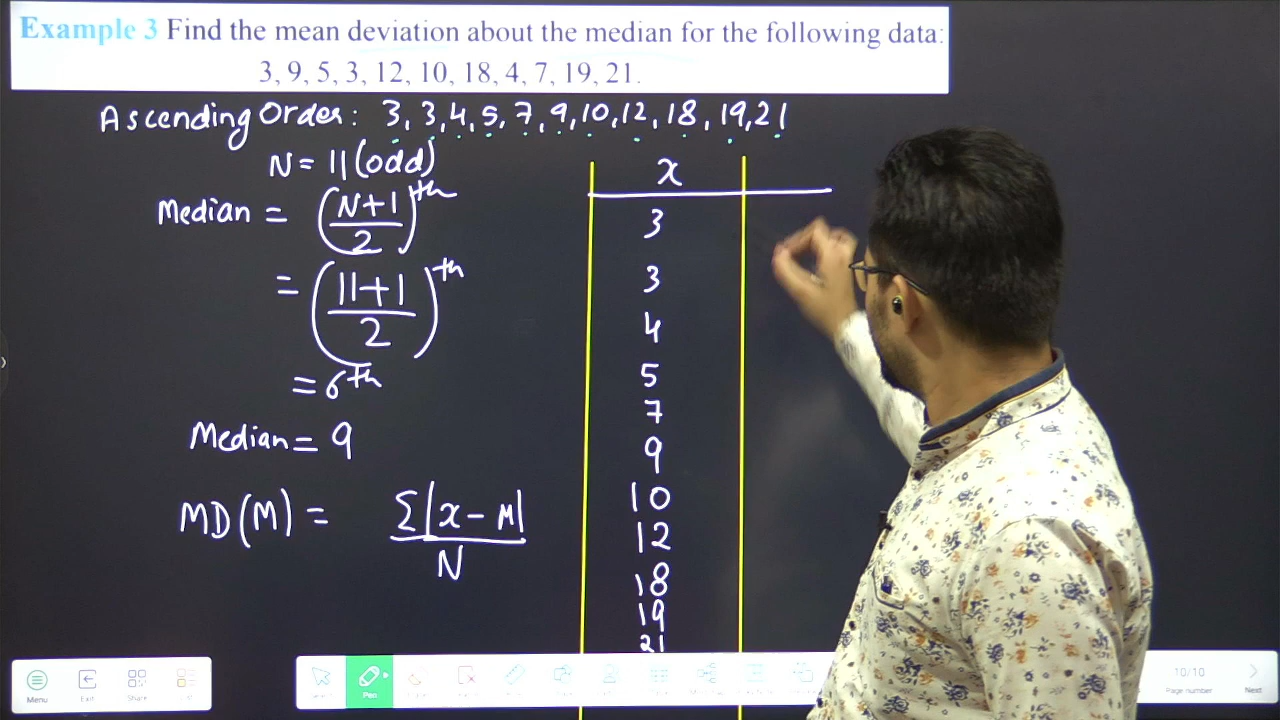 Example 3 Find the mean deviation about the median for the following data:
3, 9, 5, 3, 12, 10, 18, 4, 7, 19, 21.
Ascending Order: 3, 3, 4, 5, 7, 9, 10, 12, 18, 19, 21
N = 11 (odd)
Median = (N+1/2)th
= (11+1/2)th
= 6th
Median = 9
MD(M) = Σ|x-M|/N
x
3
3
4
5
7
9
10
12
18
19
21
Menu
Exit
Share
Pen
10/10
Page number
Next